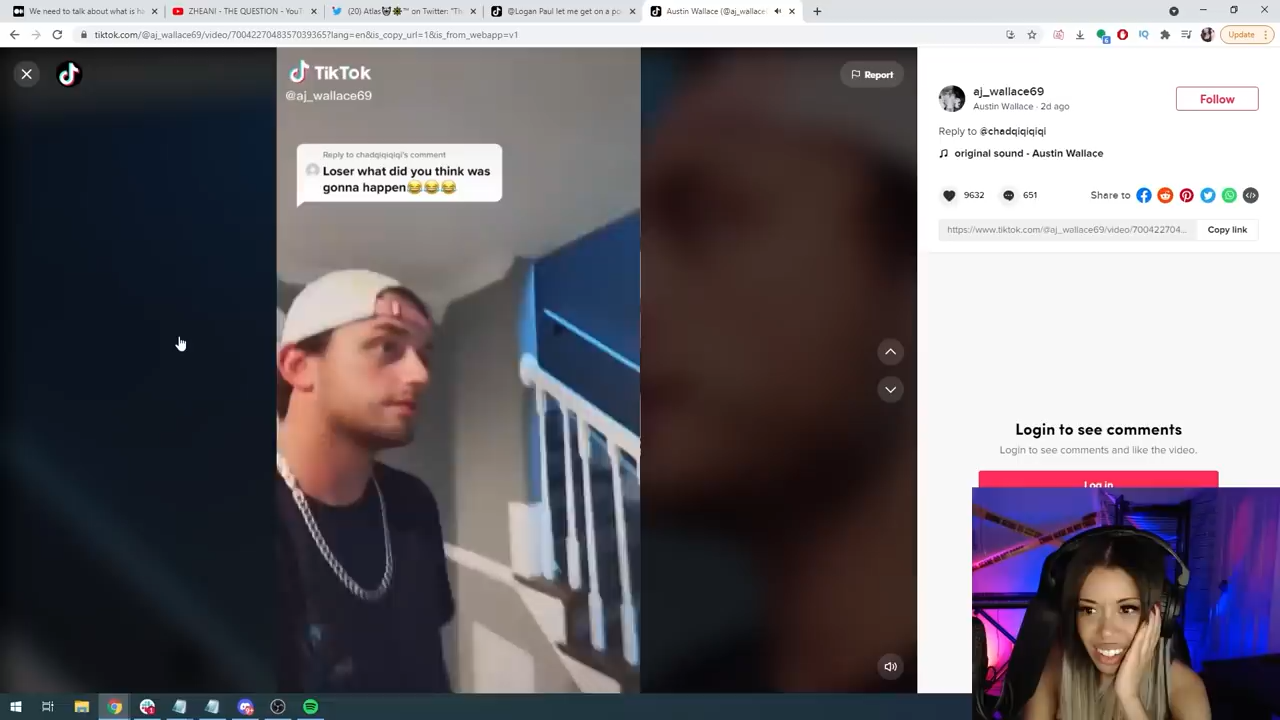 We need to talk about what is ha
ZHEANI - THE QUESTION - YouT
(20) Atlas
™ on Twitter: "Th
@Logan Paul let me get on a po
Austin Wallace (@aj_wallace
tiktok.com/@aj_wallace69/video/7004227048357039365?lang=en&is_copy_url=1&is_from_webapp=v1
IQ
Update
TikTok
@aj_wallace69
Report
Reply to chadqiqiqiqi's comment
Loser what did you think was
gonna happen😂😂😂
aj_wallace69
Austin Wallace · 2d ago
Follow
Reply to @chadqiqiqiqi
original sound - Austin Wallace
9632
651
Share to
https://www.tiktok.com/@aj_wallace69/video/700422704...
Copy link
Login to see comments
Login to see comments and like the video.
Log in